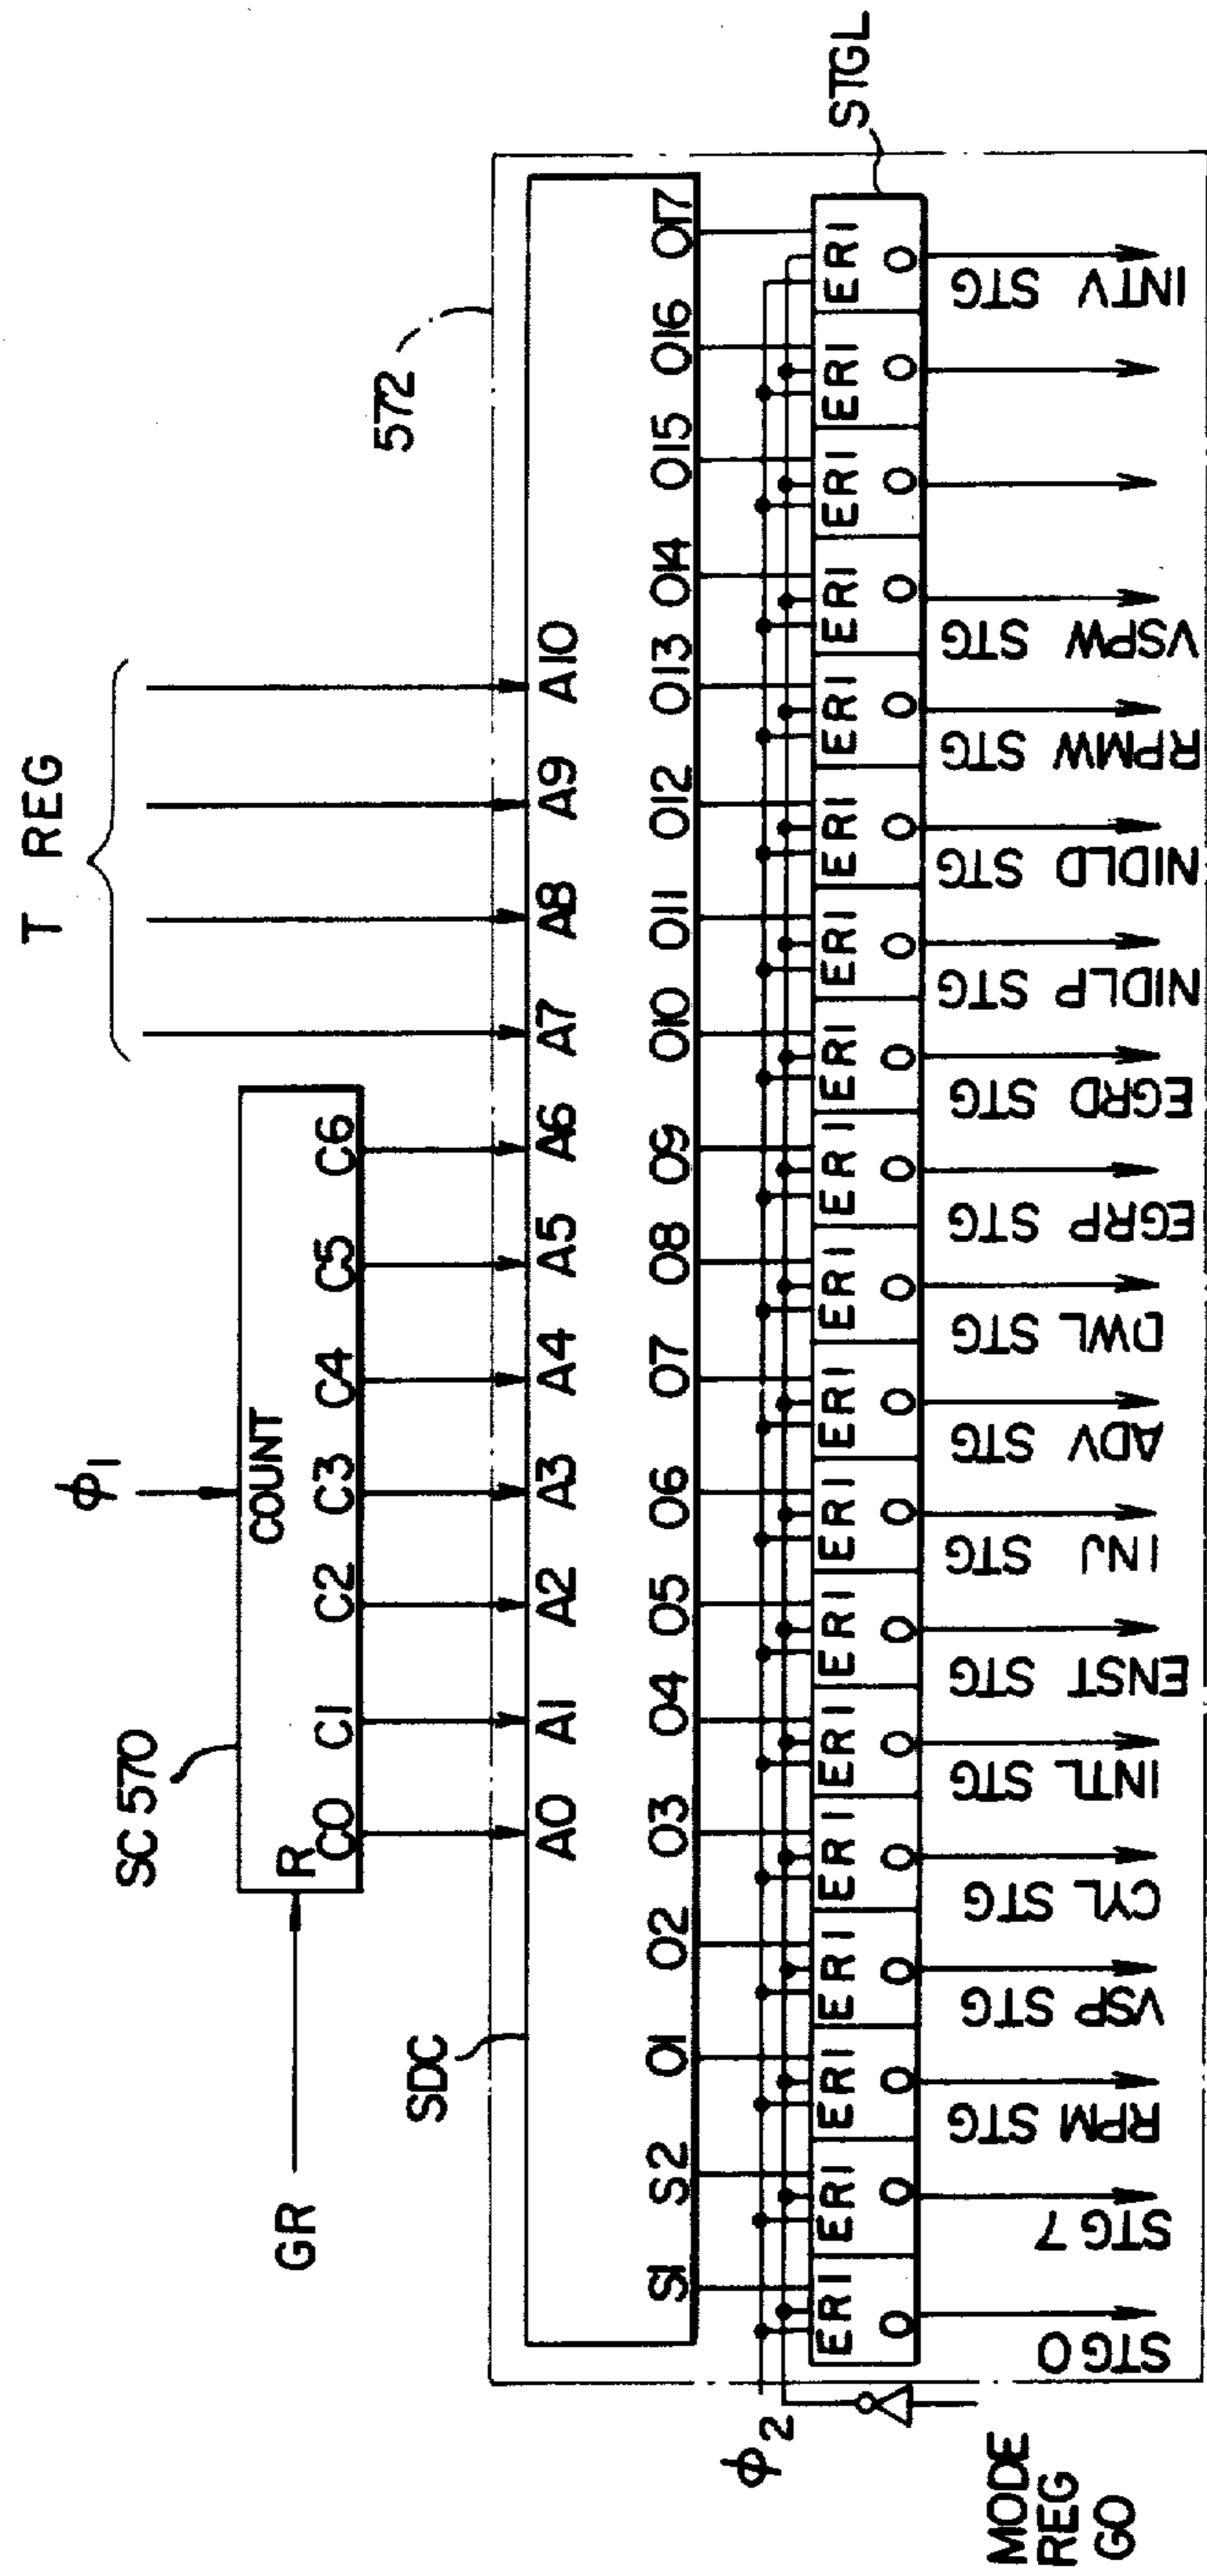 T REG
ϕ1
SC 570
GR
R
COUNT
C0 C1 C2 C3 C4 C5 C6
572
SDC
A0 A1 A2 A3 A4 A5 A6 A7 A8 A9 A10
S1 S2 O1 O2 O3 O4 O5 O6 O7 O8 O9 O10 O11 O12 O13 O14 O15 O16 O17
ϕ2
STGL
E R I E R I E R I E R I E R I E R I E R I E R I E R I E R I E R I E R I E R I E R I E R I E R I E R I E R I E R I
O O O O O O O O O O O O O O O O O O O
MODE
REG
GO
STG 0
STG 7
RPM STG
VSP STG
CYL STG
INTL STG
ENST STG
INJ STG
ADV STG
DWL STG
EGRP STG
EGRD STG
NIDLP STG
NIDLD STG
RPMW STG
VSPW STG
INTV STG